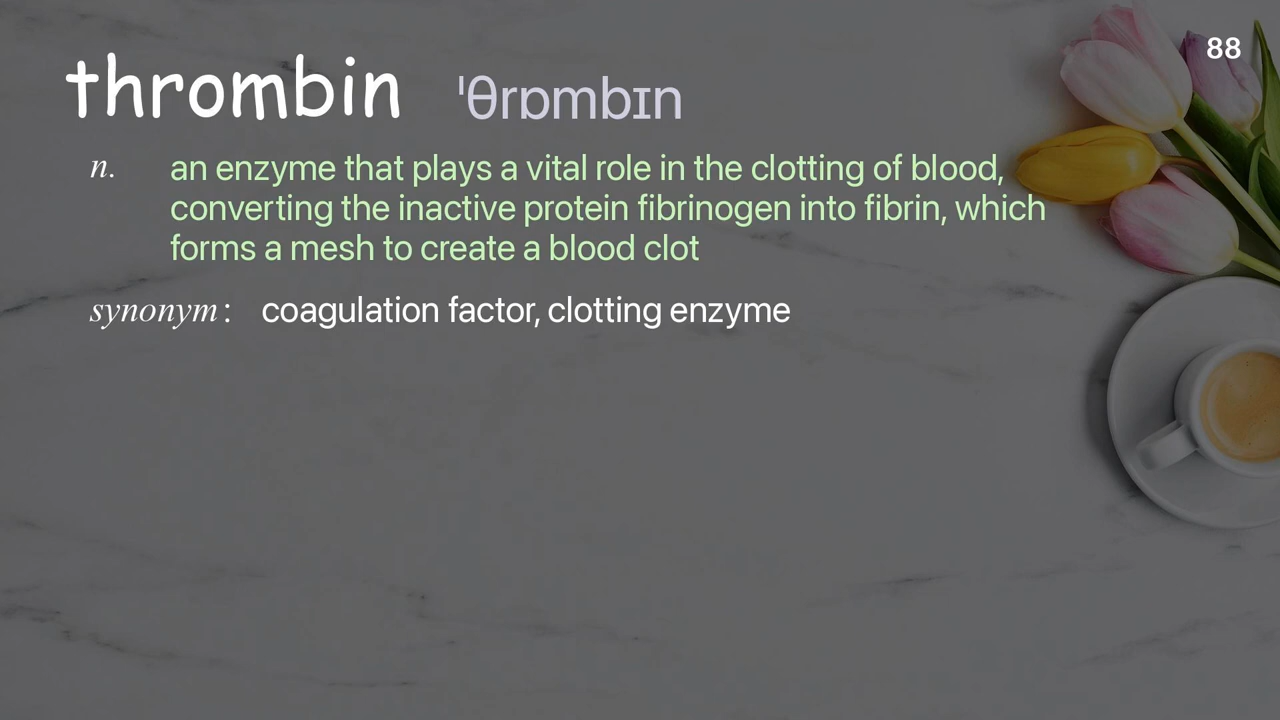 88
thrombin ˈθrɒmbɪn
n. an enzyme that plays a vital role in the clotting of blood,
converting the inactive protein fibrinogen into fibrin, which
forms a mesh to create a blood clot
synonym: coagulation factor, clotting enzyme